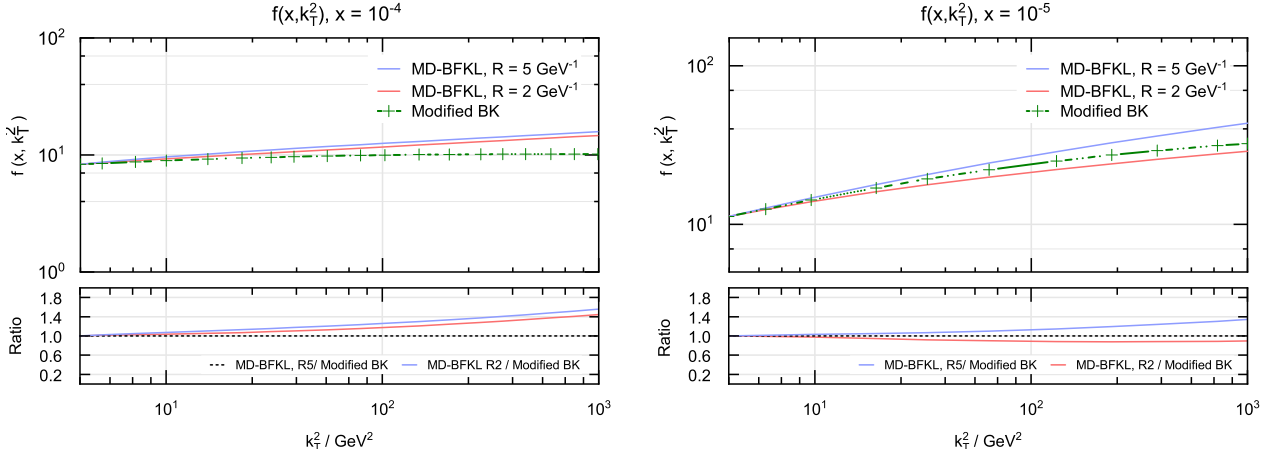 f(x,k_T^2), x = 10^-4
10^2
MD-BFKL, R = 5 GeV^-1
MD-BFKL, R = 2 GeV^-1
Modified BK
f (x, k_T^2)
10^1
10^0
1.8
1.4
1.0
0.6
0.2
Ratio
MD-BFKL, R5/ Modified BK
MD-BFKL R2 / Modified BK
10^1
10^2
10^3
k_T^2 / GeV^2
f(x,k_T^2), x = 10^-5
10^2
MD-BFKL, R = 5 GeV^-1
MD-BFKL, R = 2 GeV^-1
Modified BK
f (x, k_T^2)
10^1
1.8
1.4
1.0
0.6
0.2
Ratio
MD-BFKL, R5/ Modified BK
MD-BFKL, R2 / Modified BK
10^1
10^2
10^3
k_T^2 / GeV^2